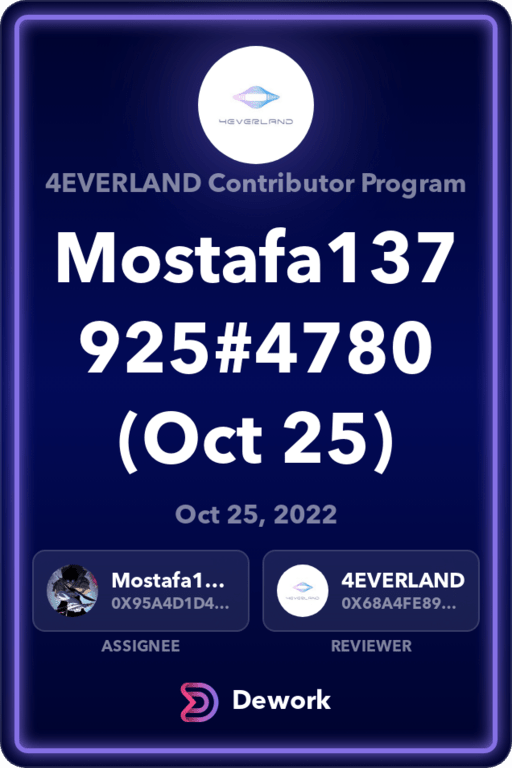 4EVERLAND
4EVERLAND Contributor Program
Mostafa137
925#4780
(Oct 25)
Oct 25, 2022
Mostafa1...
0X95A4D1D4...
ASSIGNEE
4EVERLAND
4EVERLAND
0X68A4FE89...
REVIEWER
Dework